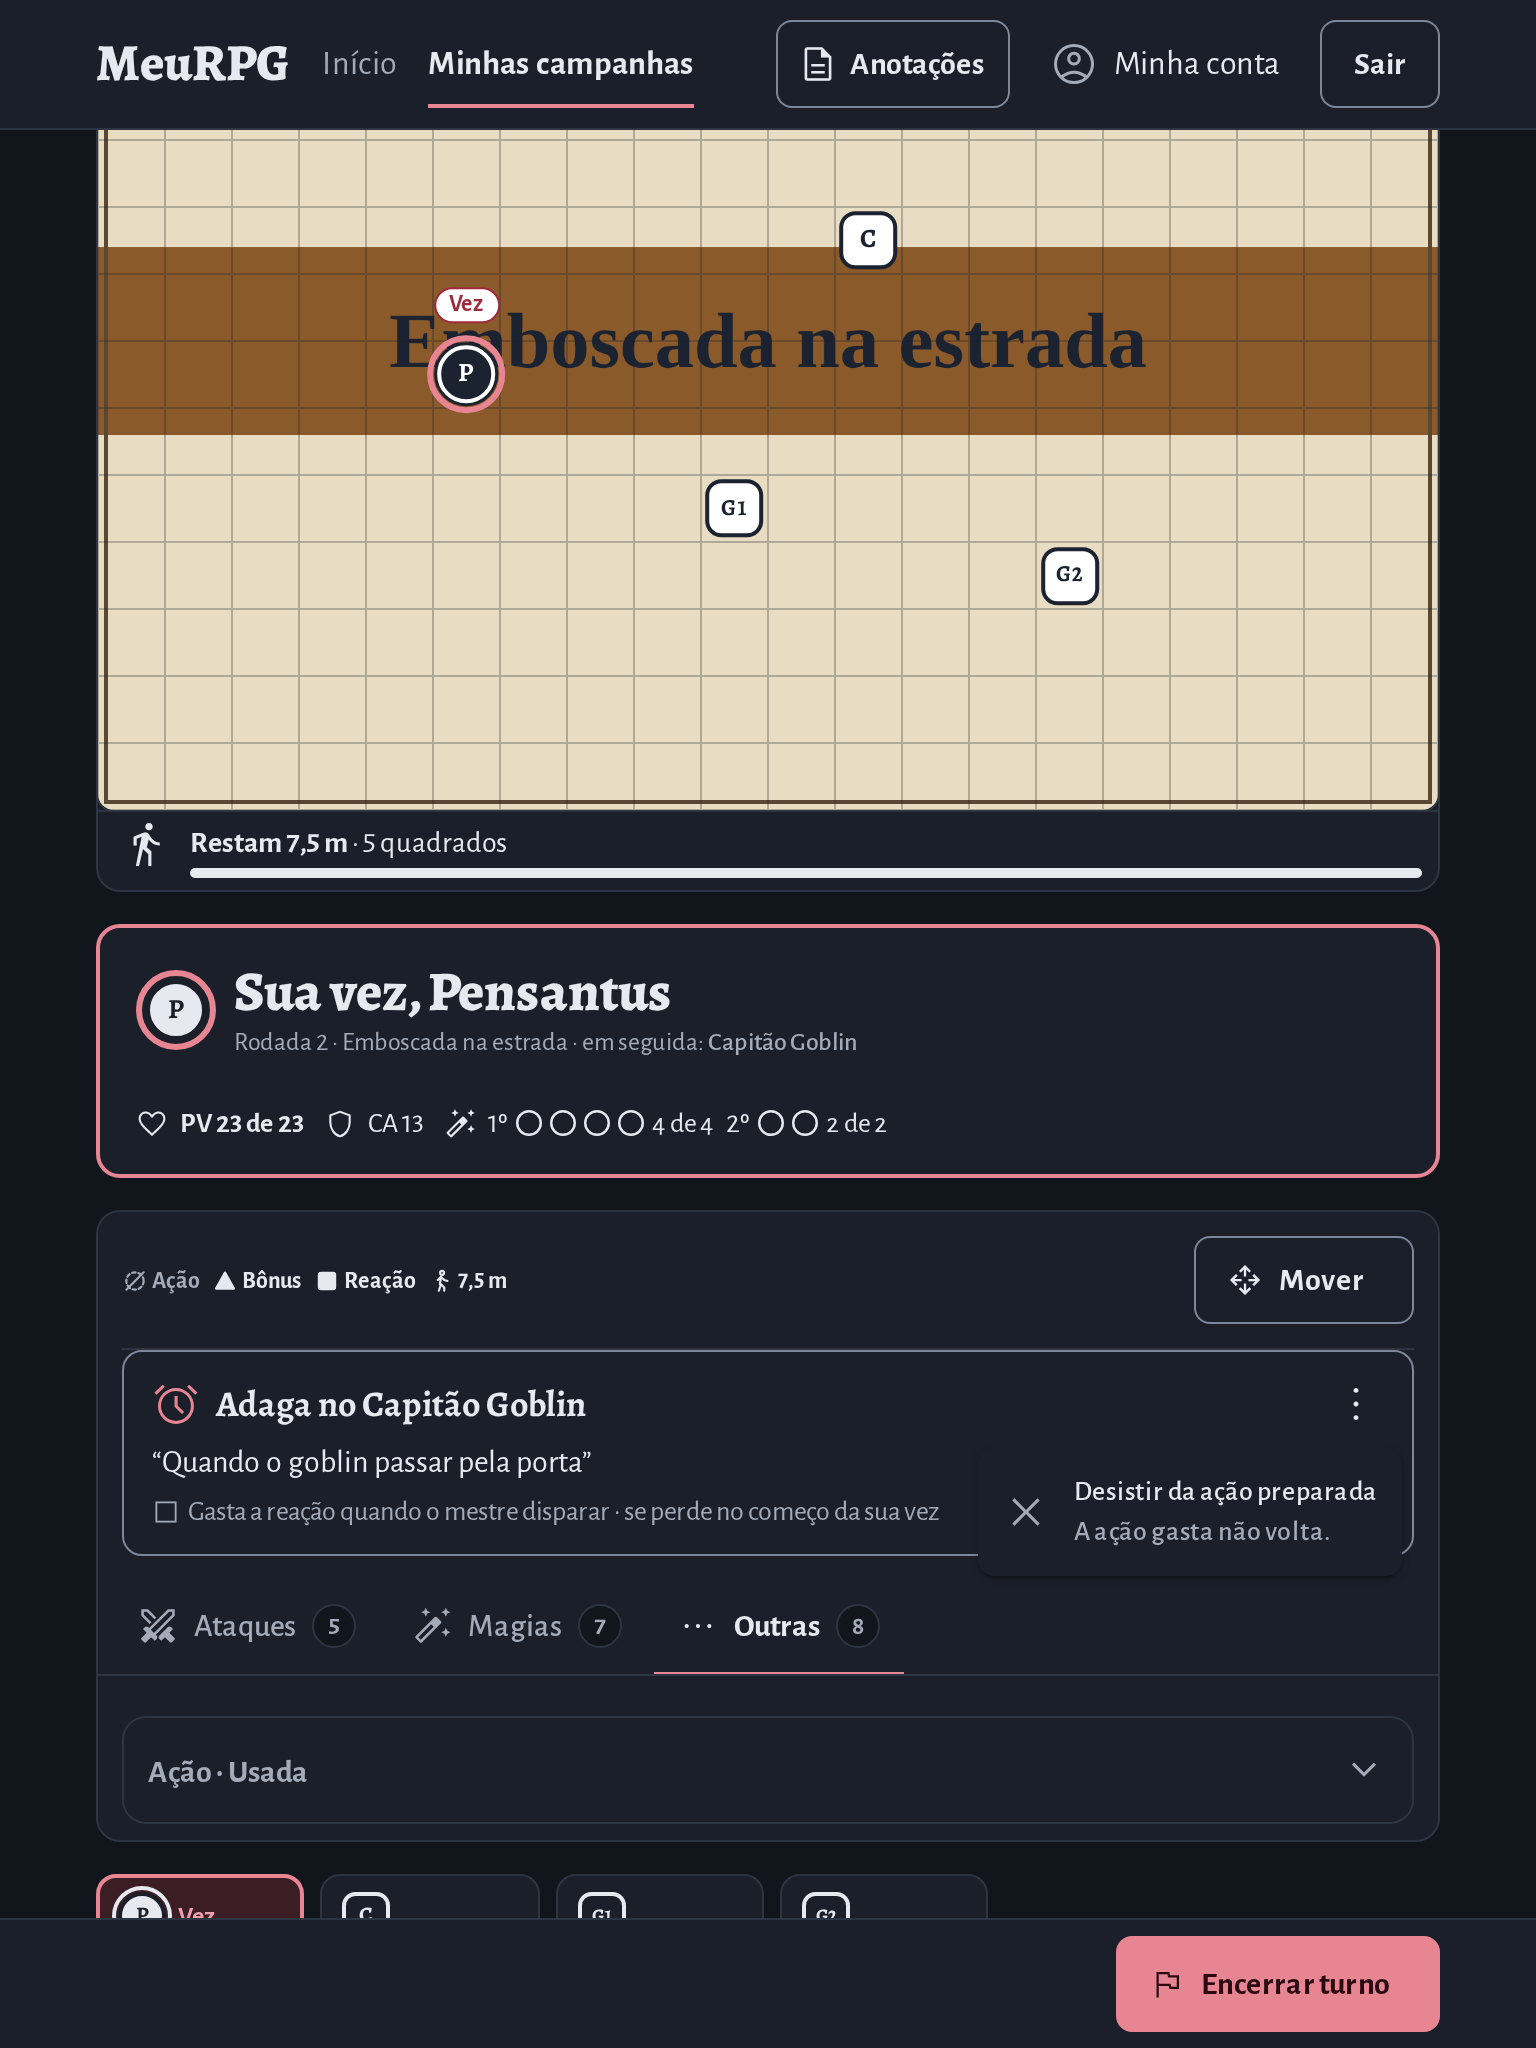 MeuRPG Início Minhas campanhas Anotações Minha conta Sair
C
Vez
Emboscada na estrada
P
G1
G2
Restam 7,5 m · 5 quadrados
P
Sua vez, Pensantus
Rodada 2 · Emboscada na estrada · em seguida: Capitão Goblin
PV 23 de 23 CA 13 1º 4 de 4 2º 2 de 2
Ação Bônus Reação 7,5 m Mover
Adaga no Capitão Goblin
“Quando o goblin passar pela porta”
Gasta a reação quando o mestre disparar · se perde no começo da sua vez
Desistir da ação preparada
A ação gasta não volta.
Ataques 5 Magias 7 Outras 8
Ação · Usada
P Vez C G1 G2
Encerrar turno